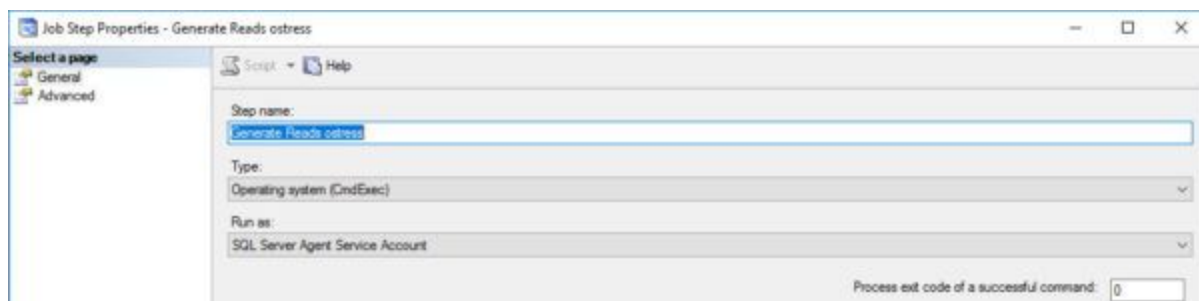 Job Step Properties - Generate Reads ostress
Select a page
General
Advanced
Script
Help
Step name:
Generate Reads ostress
Type:
Operating system (CmdExec)
Run as:
SQL Server Agent Service Account
Process exit code of a successful command:
0